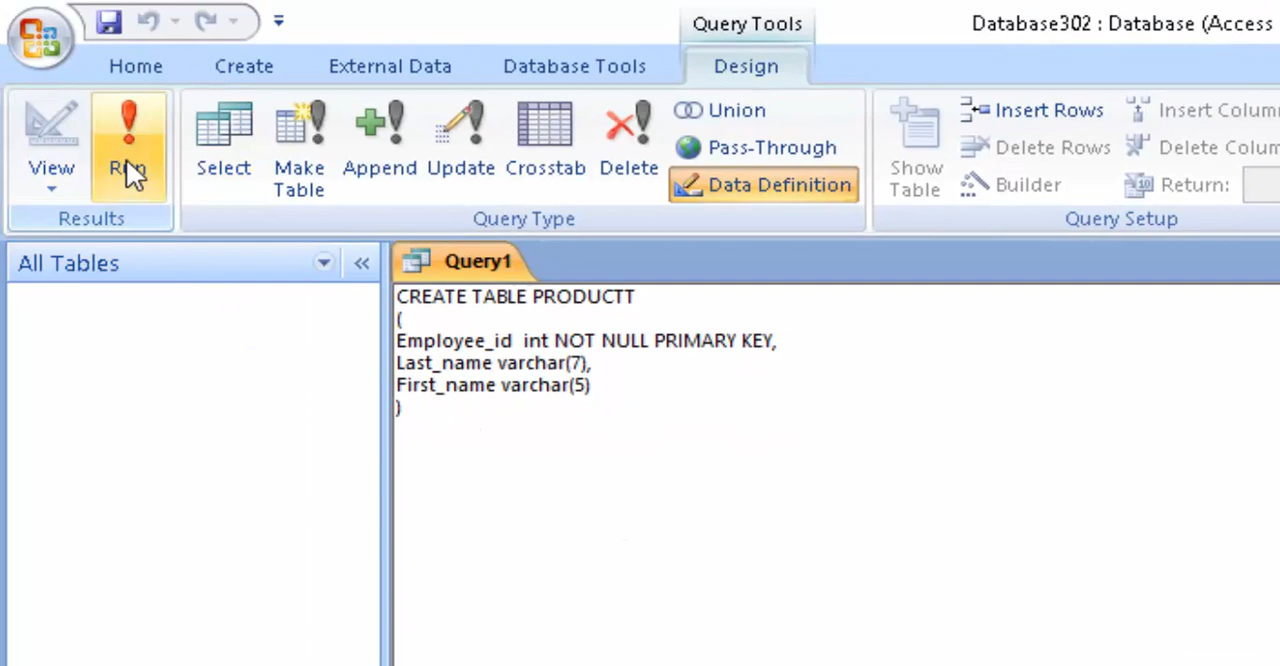 Query Tools
Database302 : Database (Access
Home Create External Data Database Tools Design
View
Run
Select
Make Table
Append
Update
Crosstab
Delete
Union
Pass-Through
Data Definition
Show Table
Insert Rows
Delete Rows
Builder
Insert Colum
Delete Colum
Return:
Results
Query Type
Query Setup
All Tables
«
Query1
CREATE TABLE PRODUCTT
(
Employee_id  int NOT NULL PRIMARY KEY,
Last_name varchar(7),
First_name varchar(5)
)